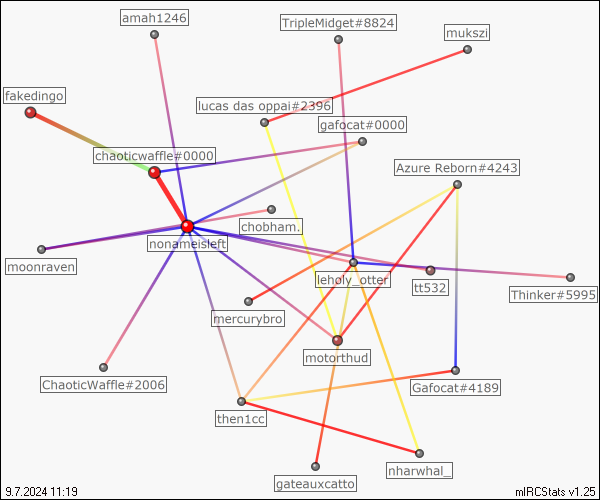 amah1246
TripleMidget#8824
mukszi
fakedingo
lucas das oppai#2396
gafocat#0000
chaoticwaffle#0000
Azure Reborn#4243
chobham.
nonameisleft
moonraven
leholy_otter
tt532
Thinker#5995
mercurybro
motorthud
ChaoticWaffle#2006
Gafocat#4189
then1cc
nharwhal_
gateauxcatto
9.7.2024 11:19
mIRCStats v1.25